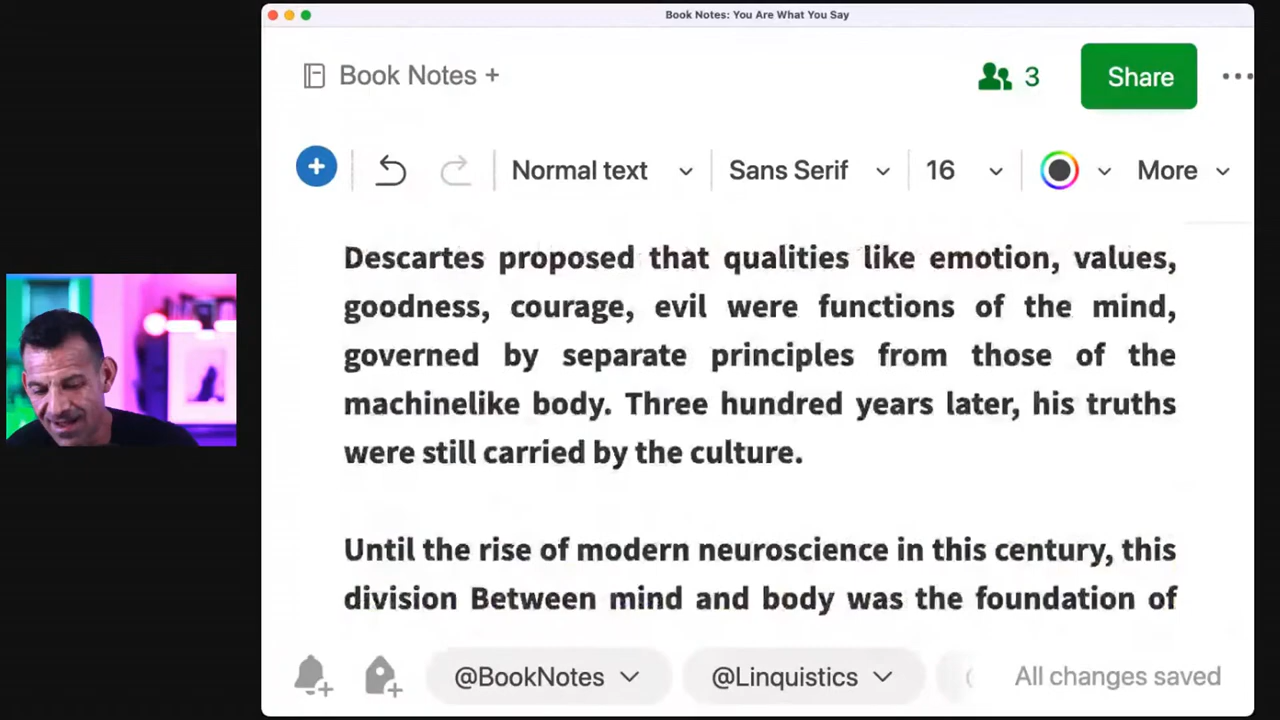 Book Notes: You Are What You Say
Book Notes +
3
Share
Normal text
Sans Serif
16
More
Descartes proposed that qualities like emotion, values,
goodness, courage, evil were functions of the mind,
governed by separate principles from those of the
machinelike body. Three hundred years later, his truths
were still carried by the culture.
Until the rise of modern neuroscience in this century, this
division Between mind and body was the foundation of
@BookNotes
@Linquistics
All changes saved